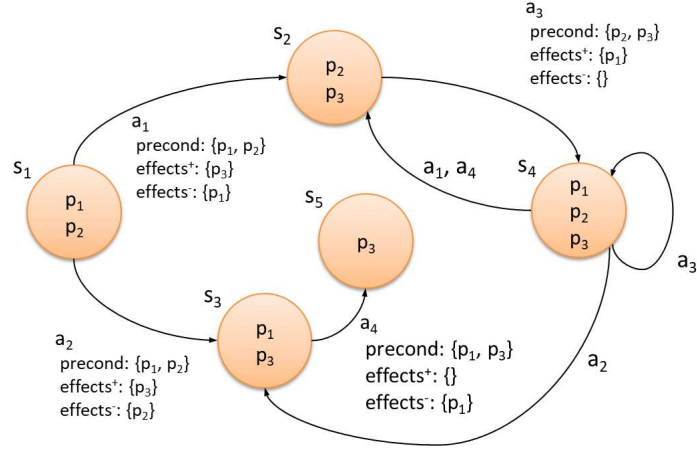 a₃
precond: {p₂, p₃}
effects⁺: {p₁}
effects⁻: {}
s₂
p₂
p₃
a₁
precond: {p₁, p₂}
effects⁺: {p₃}
effects⁻: {p₁}
s₁
p₁
p₂
a₁, a₄
s₄
p₁
p₂
p₃
a₃
s₅
p₃
s₃
p₁
p₃
a₂
precond: {p₁, p₂}
effects⁺: {p₃}
effects⁻: {p₂}
a₄
precond: {p₁, p₃}
effects⁺: {}
effects⁻: {p₁}
a₂